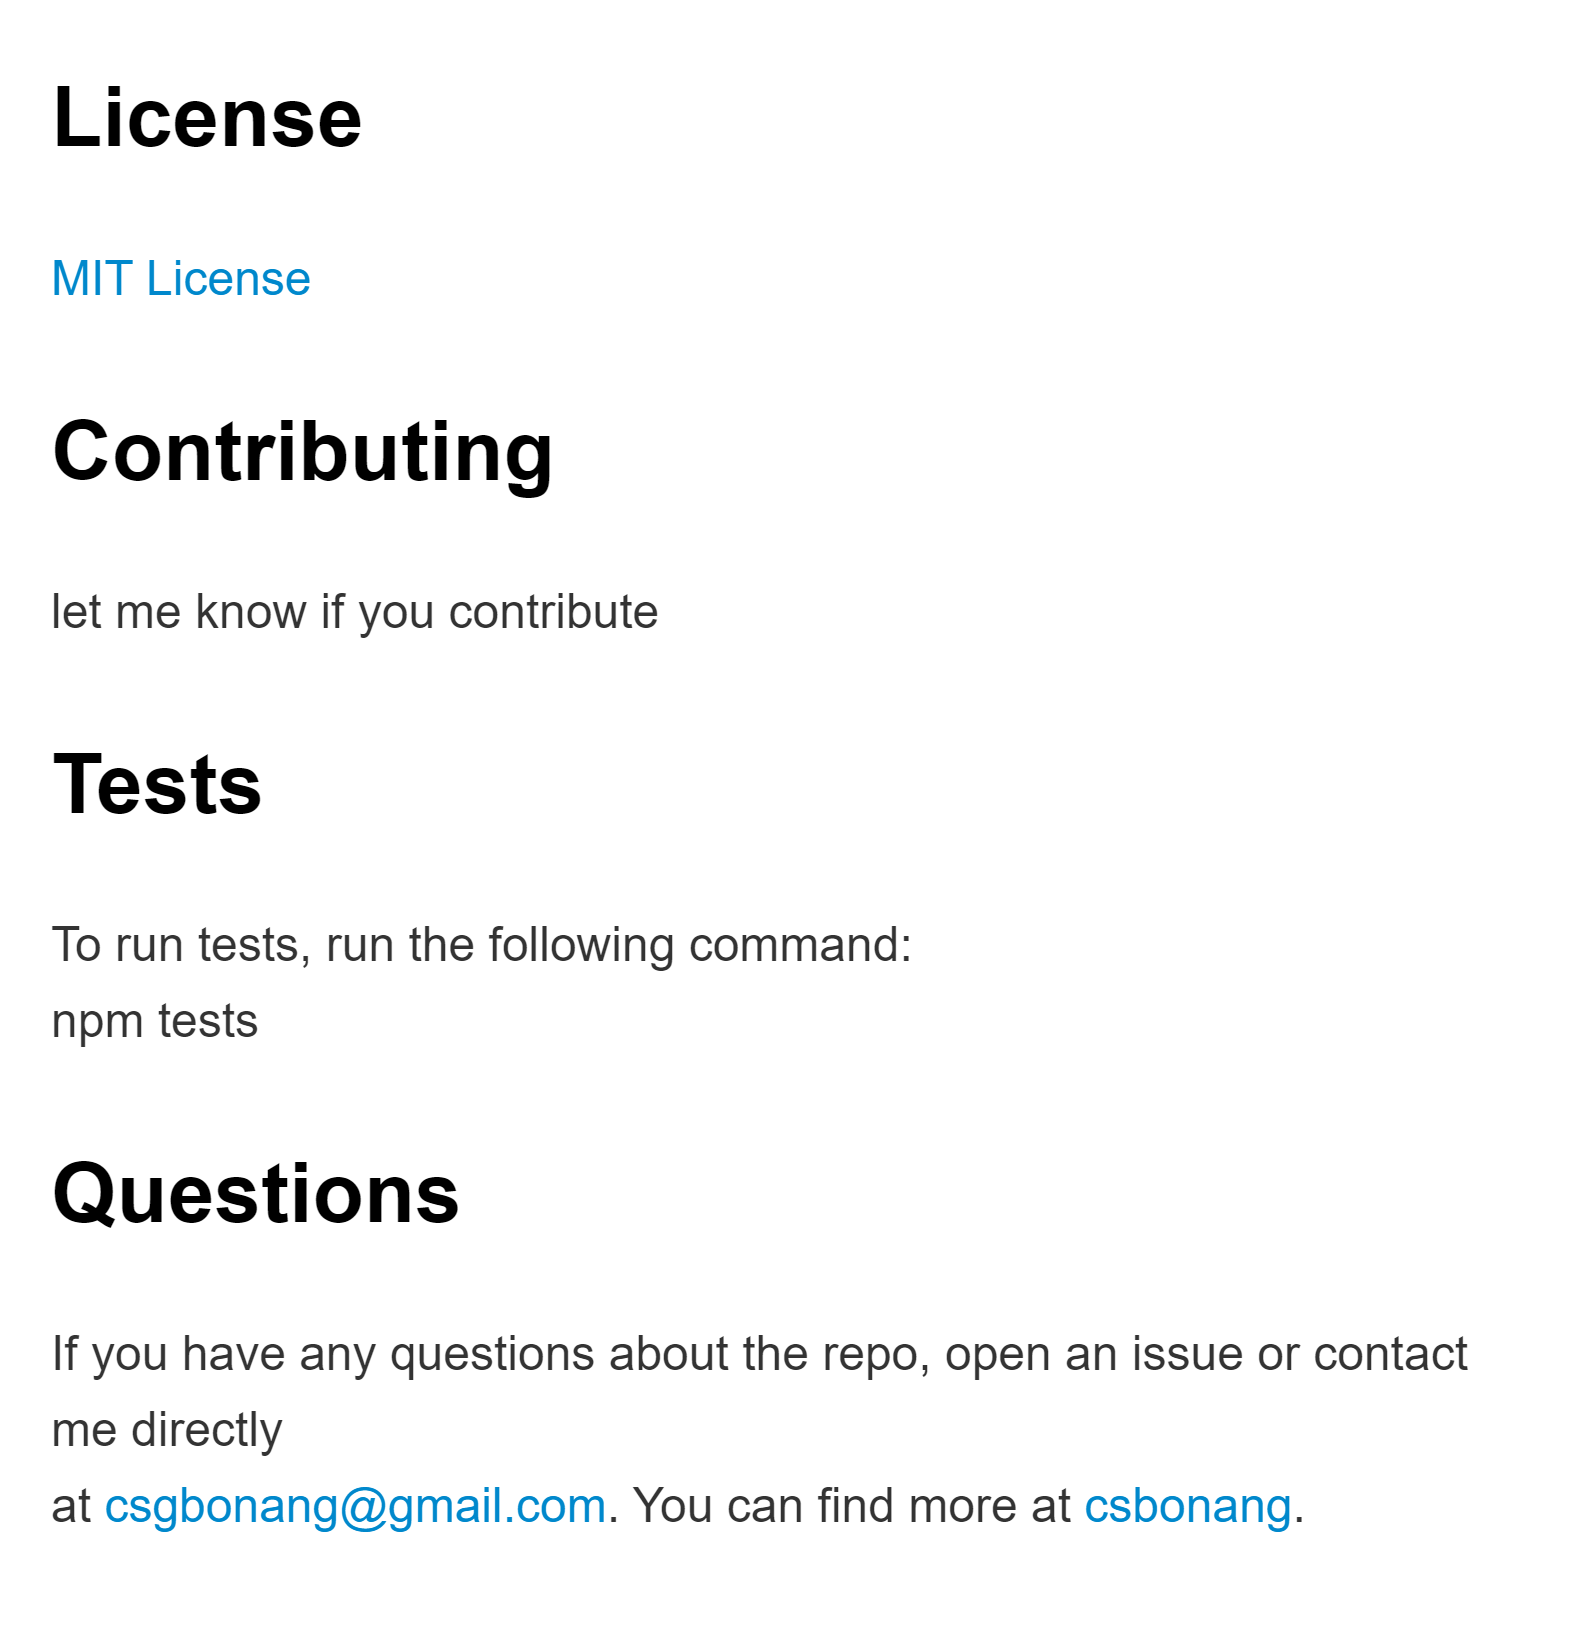 License
MIT License
Contributing
let me know if you contribute
Tests
To run tests, run the following command:
npm tests
Questions
If you have any questions about the repo, open an issue or contact
me directly
at csgbonang@gmail.com. You can find more at csbonang.